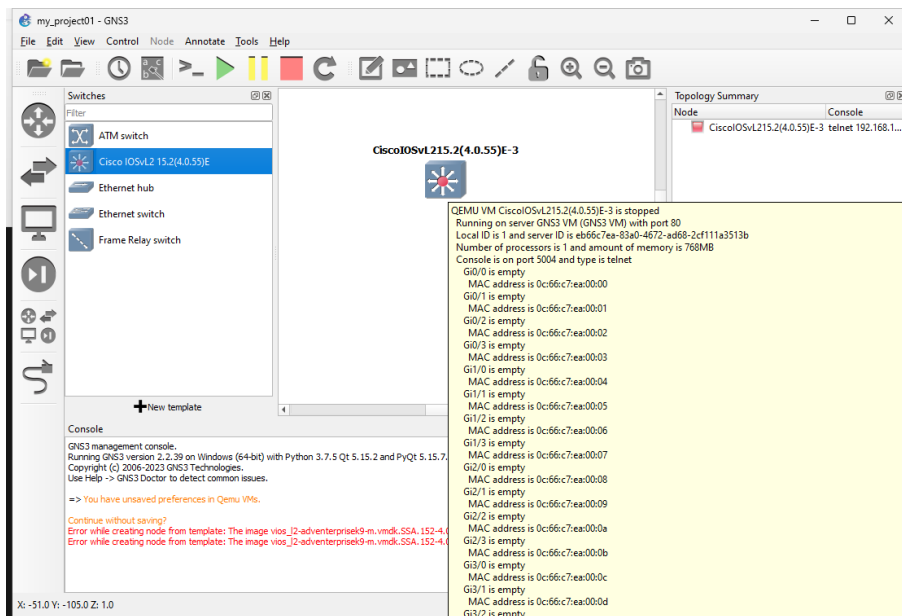 my_project01 - GNS3
File Edit View Control Node Annotate Tools Help
Switches
Filter
ATM switch
Cisco IOSvL2 15.2(4.0.55)E
Ethernet hub
Ethernet switch
Frame Relay switch
New template
CiscoIOSvL215.2(4.0.55)E-3
Topology Summary
Node Console
CiscoIOSvL215.2(4.0.55)E-3 telnet 192.168.1...
QEMU VM CiscoIOSvL215.2(4.0.55)E-3 is stopped
Running on server GNS3 VM (GNS3 VM) with port 80
Local ID is 1 and server ID is eb66c7ea-83a0-4672-ad68-2cf111a3513b
Number of processors is 1 and amount of memory is 768MB
Console is on port 5004 and type is telnet
Gi0/0 is empty
MAC address is 0c:66:c7:ea:00:00
Gi0/1 is empty
MAC address is 0c:66:c7:ea:00:01
Gi0/2 is empty
MAC address is 0c:66:c7:ea:00:02
Gi0/3 is empty
MAC address is 0c:66:c7:ea:00:03
Gi1/0 is empty
MAC address is 0c:66:c7:ea:00:04
Gi1/1 is empty
MAC address is 0c:66:c7:ea:00:05
Gi1/2 is empty
MAC address is 0c:66:c7:ea:00:06
Gi1/3 is empty
MAC address is 0c:66:c7:ea:00:07
Gi2/0 is empty
MAC address is 0c:66:c7:ea:00:08
Gi2/1 is empty
MAC address is 0c:66:c7:ea:00:09
Gi2/2 is empty
MAC address is 0c:66:c7:ea:00:0a
Gi2/3 is empty
MAC address is 0c:66:c7:ea:00:0b
Gi3/0 is empty
MAC address is 0c:66:c7:ea:00:0c
Gi3/1 is empty
MAC address is 0c:66:c7:ea:00:0d
Gi3/2 is empty
Console
GNS3 management console.
Running GNS3 version 2.2.39 on Windows (64-bit) with Python 3.7.5 Qt 5.15.2 and PyQt 5.15.7.
Copyright (c) 2006-2023 GNS3 Technologies.
Use Help -> GNS3 Doctor to detect common issues.
=> You have unsaved preferences in Qemu VMs.
Continue without saving?
Error while creating node from template: The image vios_l2-adventerprisek9-m.vmdk.SSA.152-4.0
Error while creating node from template: The image vios_l2-adventerprisek9-m.vmdk.SSA.152-4.0
X: -51.0 Y: -105.0 Z: 1.0